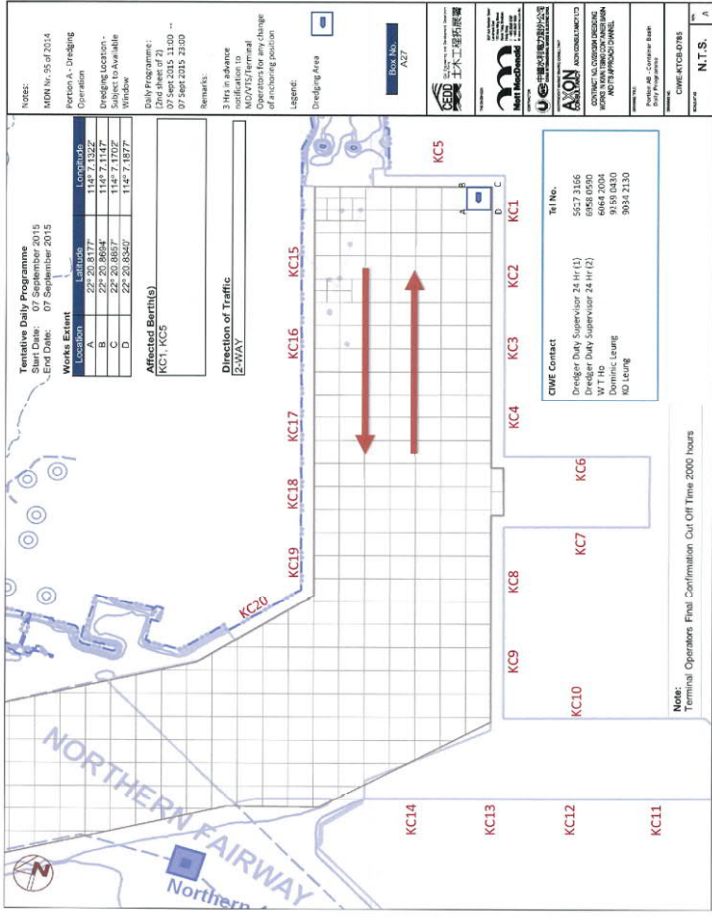 Tentative Daily Programme
Start Date: 07 September 2015
End Date: 07 September 2015
Works Extent
Location Latitude Longitude
A 22° 20.8177' 114° 7.1322'
B 22° 20.8694' 114° 7.1147'
C 22° 20.8857' 114° 7.1702'
D 22° 20.8340' 114° 7.1877'
Affected Berth(s)
KC1, KC5
Direction of Traffic
2-WAY
Notes:
MDN Nr. 95 of 2014
Portion A - Dredging
Operation
Dredging Location -
Subject to Available
Window
Daily Programme:
(2nd sheet of 2)
07 Sept 2015 11:00 --
07 Sept 2015 23:00
Remarks:
3 Hrs in advance
notification to
MD/VTS/Terminal
Operators for any change
of anchoring position
Legend:
Dredging Area
Box No.
A27
CEDD
土木工程拓展署
Mott MacDonald
AXON
Portion AB - Container Basin
Daily Programme
CIWE-KTCB-D785
N.T.S.
A
N
NORTHERN FAIRWAY
Northern
KC20
KC19
KC18
KC17
KC16
KC15
KC5
A
B
C
D
KC14
KC13
KC12
KC11
KC10
KC9
KC8
KC7
KC6
KC4
KC3
KC2
KC1
CIWE Contact Tel No.
Dredger Duty Supervisor 24 Hr (1) 5617 3166
Dredger Duty Supervisor 24 Hr (2) 6958 0590
W T Ho 6064 2004
Dominic Leung 9259 0430
KO Leung 9034 2130
Note:
Terminal Operators Final Confirmation Cut Off Time 2000 hours